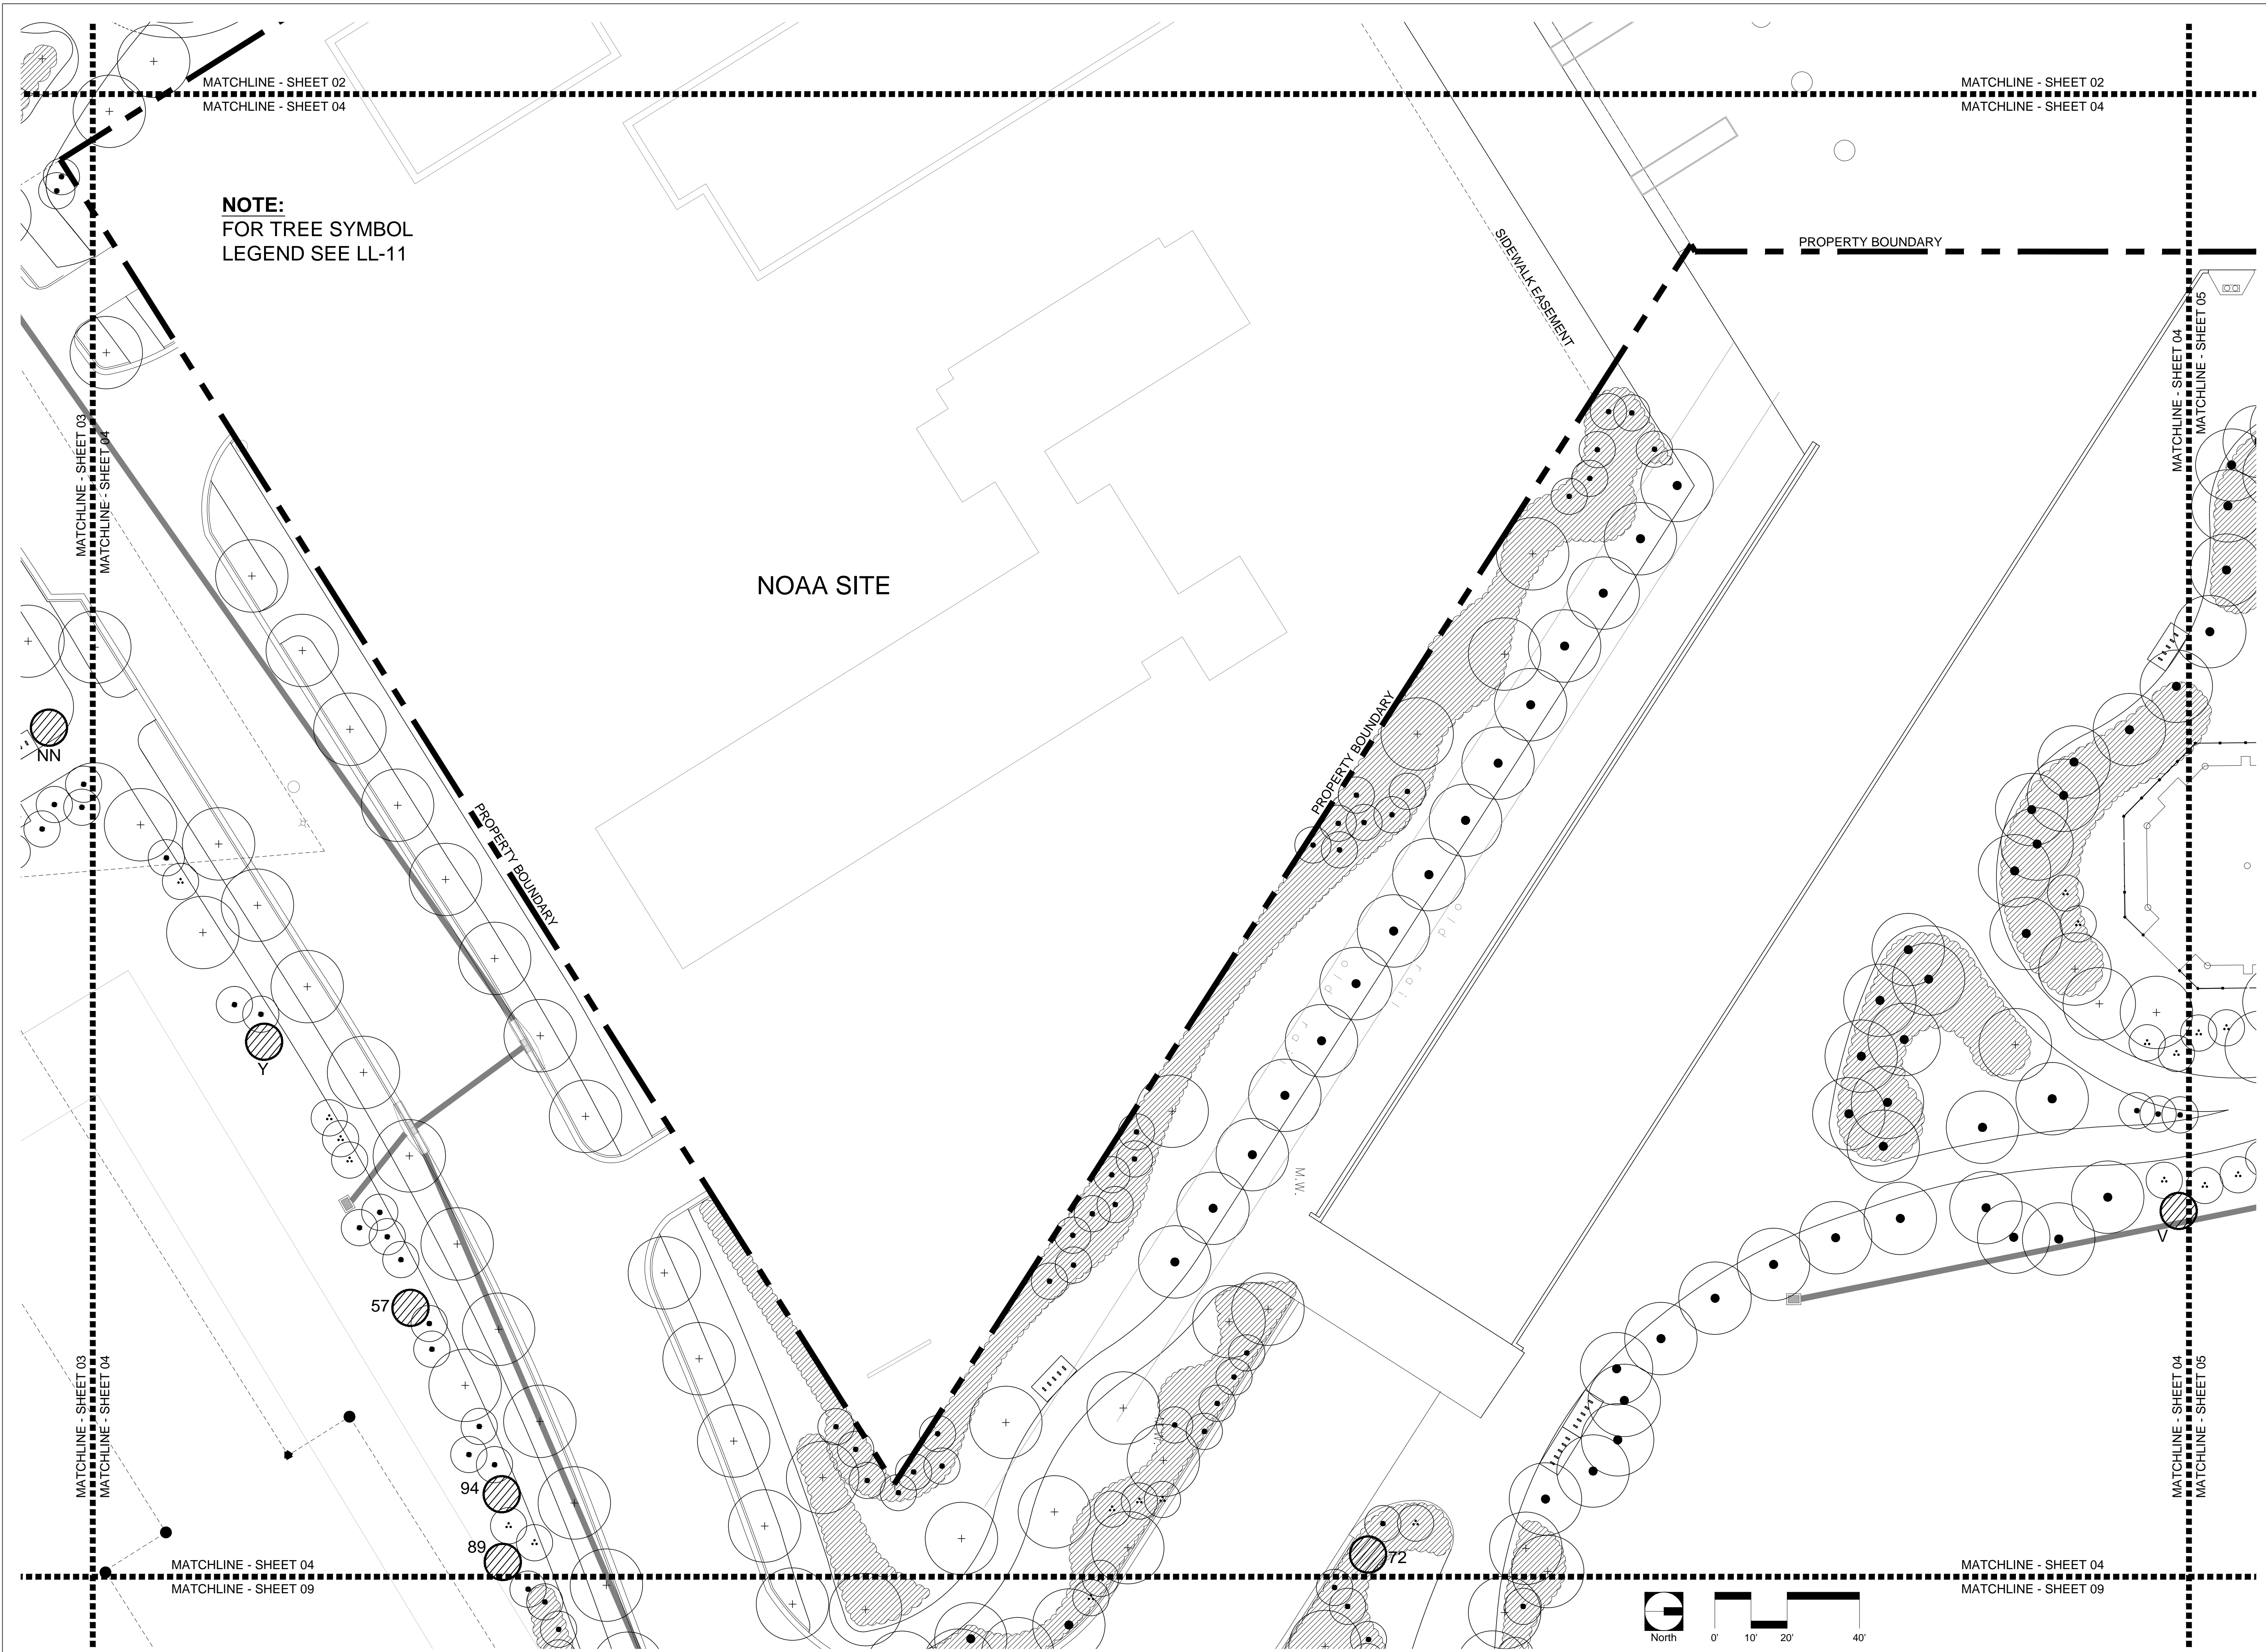 MATCHLINE - SHEET 02
MATCHLINE - SHEET 04
MATCHLINE - SHEET 02
MATCHLINE - SHEET 04
NOTE:
FOR TREE SYMBOL
LEGEND SEE LL-11
SIDEWALK EASEMENT
PROPERTY BOUNDARY
MATCHLINE - SHEET 04
MATCHLINE - SHEET 05
MATCHLINE - SHEET 03
MATCHLINE - SHEET 04
NOAA SITE
NN
PROPERTY BOUNDARY
PROPERTY BOUNDARY
Y
M.W.
V
57
MATCHLINE - SHEET 03
MATCHLINE - SHEET 04
MATCHLINE - SHEET 04
MATCHLINE - SHEET 05
94
89
72
MATCHLINE - SHEET 04
MATCHLINE - SHEET 09
MATCHLINE - SHEET 04
MATCHLINE - SHEET 09
North
0' 10' 20' 40'